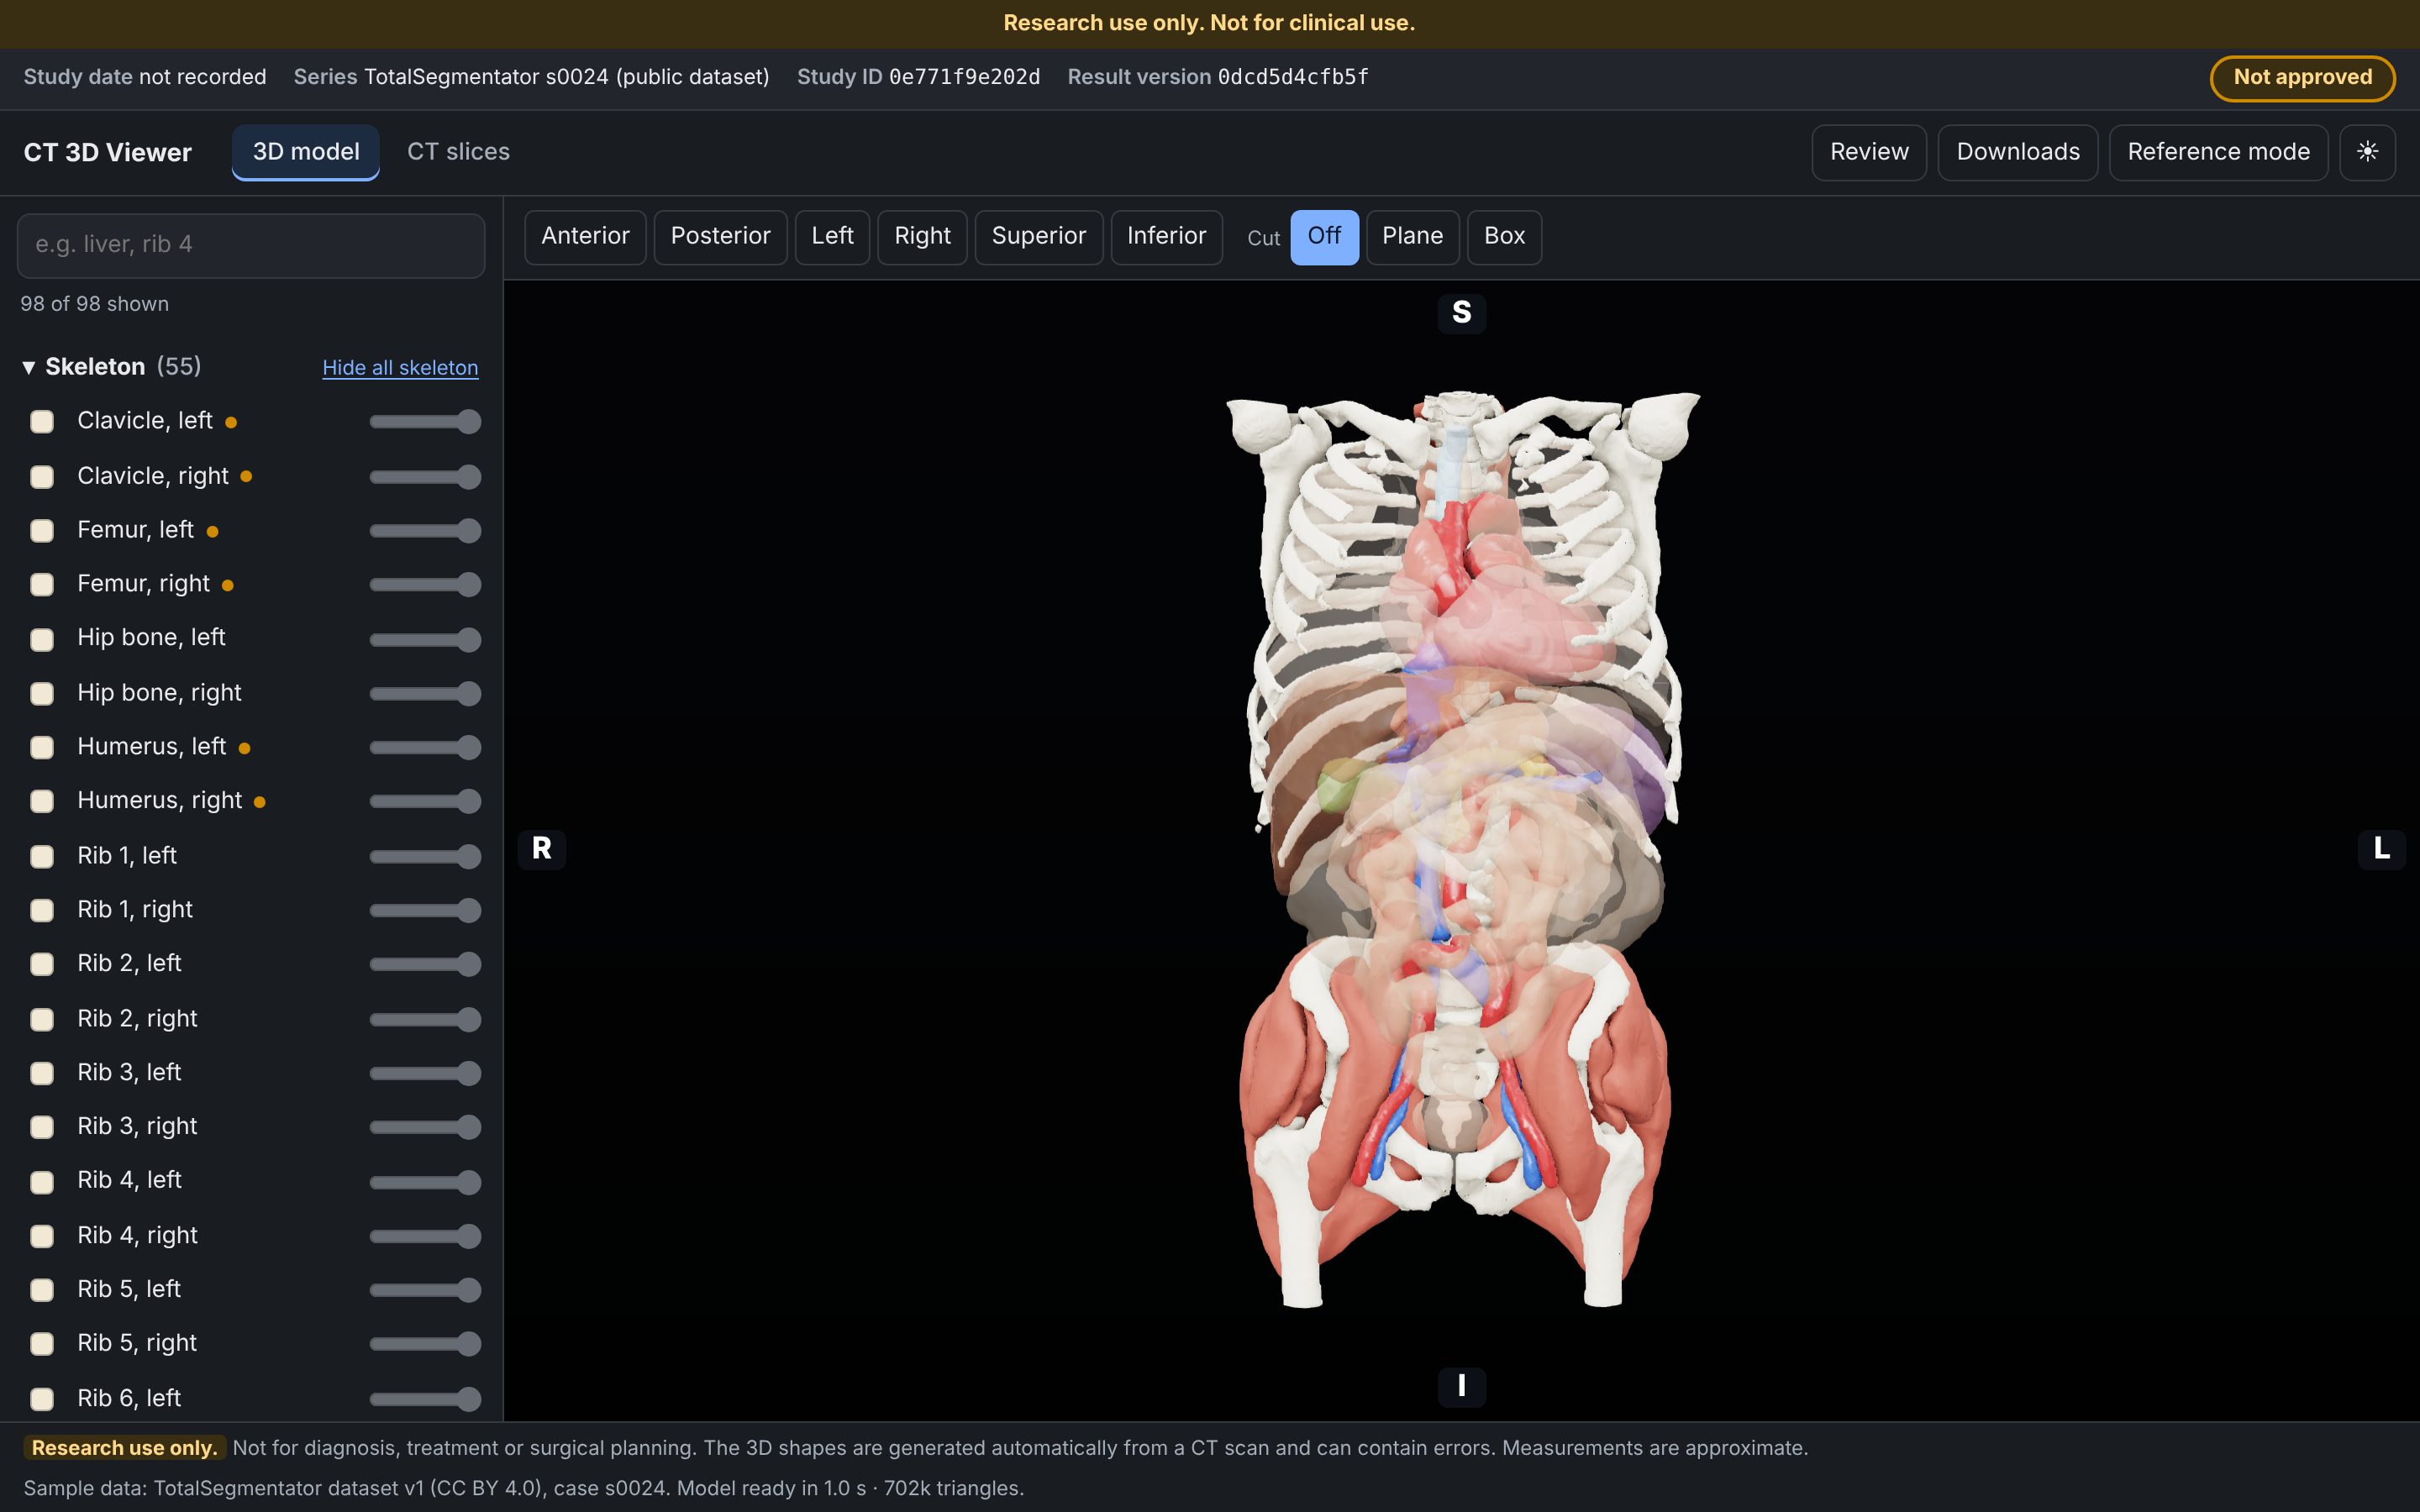 Research use only. Not for clinical use.
Study date not recorded Series TotalSegmentator s0024 (public dataset) Study ID 0e771f9e202d Result version 0dcd5d4cfb5f Not approved
CT 3D Viewer 3D model CT slices Review Downloads Reference mode
e.g. liver, rib 4
Anterior Posterior Left Right Superior Inferior Cut Off Plane Box
98 of 98 shown
Skeleton (55) Hide all skeleton
Clavicle, left
Clavicle, right
Femur, left
Femur, right
Hip bone, left
Hip bone, right
Humerus, left
Humerus, right
Rib 1, left
Rib 1, right
Rib 2, left
Rib 2, right
Rib 3, left
Rib 3, right
Rib 4, left
Rib 4, right
Rib 5, left
Rib 5, right
Rib 6, left
S
R
L
I
Research use only. Not for diagnosis, treatment or surgical planning. The 3D shapes are generated automatically from a CT scan and can contain errors. Measurements are approximate.
Sample data: TotalSegmentator dataset v1 (CC BY 4.0), case s0024. Model ready in 1.0 s · 702k triangles.